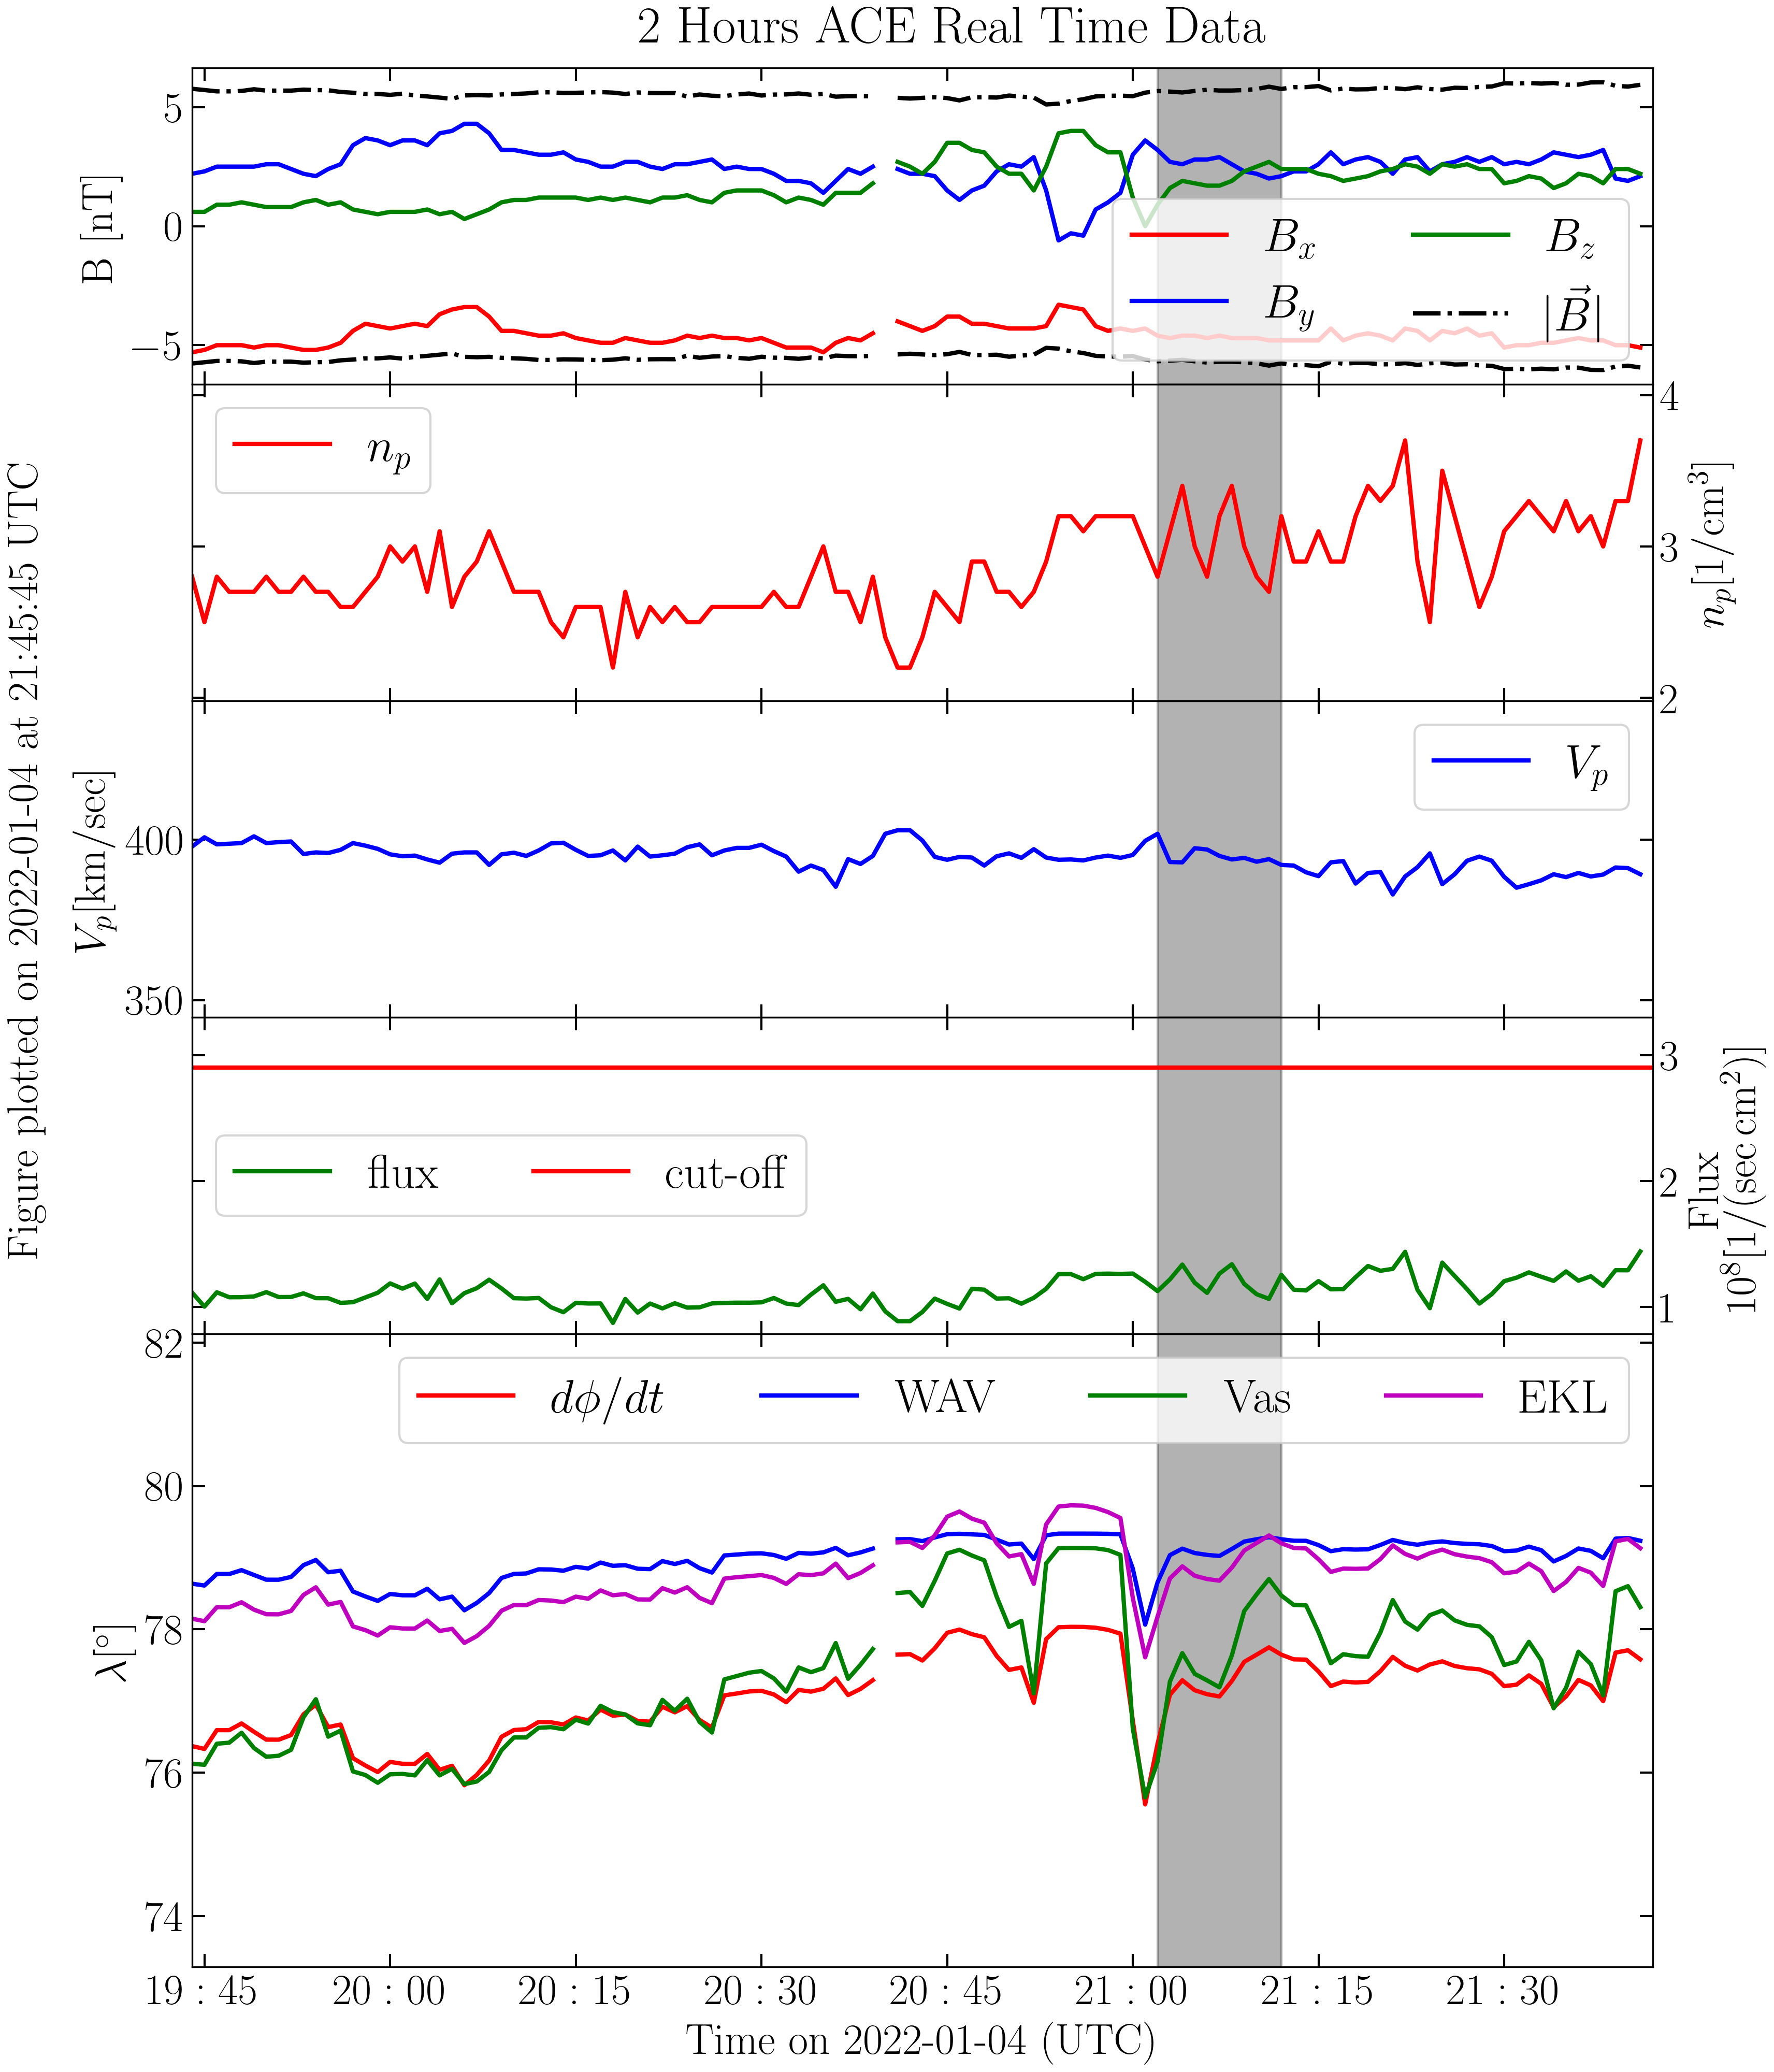 2 Hours ACE Real Time Data
Figure plotted on 2022-01-04 at 21:45:45 UTC
B [nT]
5
0
−5
B_x
B_y
B_z
|B⃗|
n_p
4
3
2
n_p[1/cm³]
V_p[km/sec]
400
350
V_p
flux
cut-off
3
2
1
Flux
10⁸[1/(sec cm²)]
λ[°]
82
80
78
76
74
dϕ/dt
WAV
Vas
EKL
19 : 45
20 : 00
20 : 15
20 : 30
20 : 45
21 : 00
21 : 15
21 : 30
Time on 2022-01-04 (UTC)